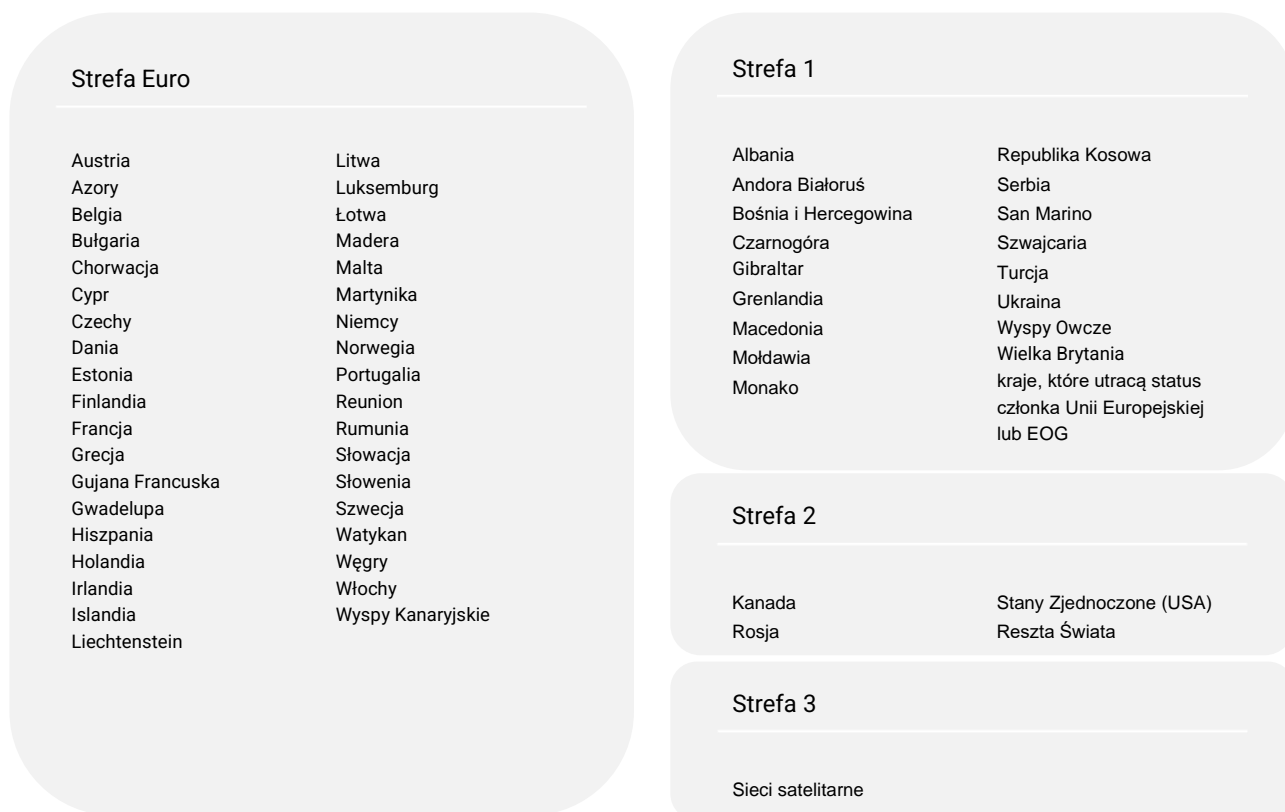 Strefa Euro
Austria
Azory
Belgia
Bułgaria
Chorwacja
Cypr
Czechy
Dania
Estonia
Finlandia
Francja
Grecja
Gujana Francuska
Gwadelupa
Hiszpania
Holandia
Irlandia
Islandia
Liechtenstein
Litwa
Luksemburg
Łotwa
Madera
Malta
Martynika
Niemcy
Norwegia
Portugalia
Reunion
Rumunia
Słowacja
Słowenia
Szwecja
Watykan
Węgry
Włochy
Wyspy Kanaryjskie
Strefa 1
Albania
Andora Białoruś
Bośnia i Hercegowina
Czarnogóra
Gibraltar
Grenlandia
Macedonia
Mołdawia
Monako
Republika Kosowa
Serbia
San Marino
Szwajcaria
Turcja
Ukraina
Wyspy Owcze
Wielka Brytania
kraje, które utracą status
członka Unii Europejskiej
lub EOG
Strefa 2
Kanada
Rosja
Stany Zjednoczone (USA)
Reszta Świata
Strefa 3
Sieci satelitarne